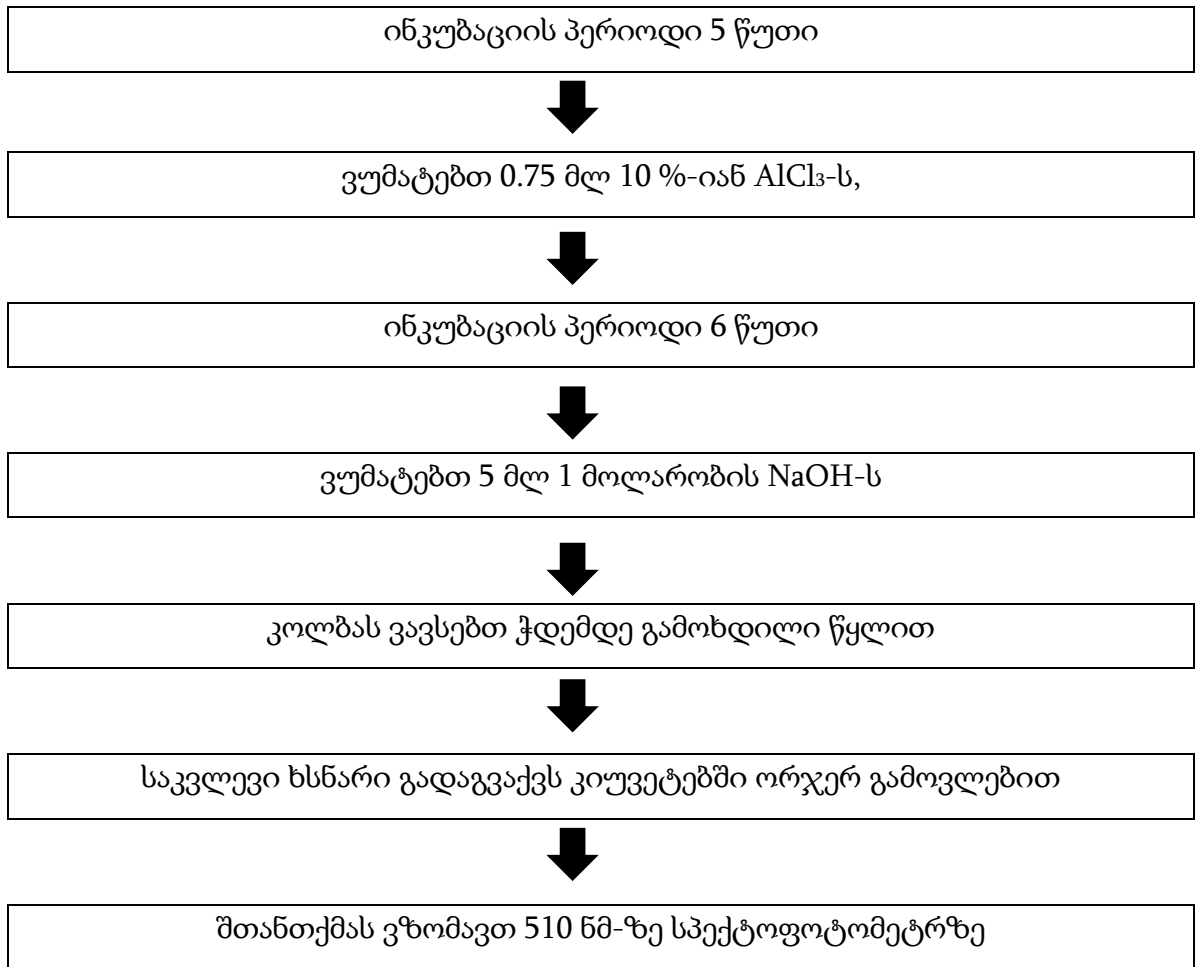 ინკუბაციის პერიოდი 5 წუთი
ვუმატებთ 0.75 მლ 10 %-იან AlCl₃-ს,
ინკუბაციის პერიოდი 6 წუთი
ვუმატებთ 5 მლ 1 მოლარობის NaOH-ს
კოლბას ვავსებთ ჭდემდე გამოხდილი წყლით
საკვლევი ხსნარი გადაგვაქვს კიუვეტებში ორჯერ გამოვლებით
შთანთქმას ვზომავთ 510 ნმ-ზე სპექტოფოტომეტრზე